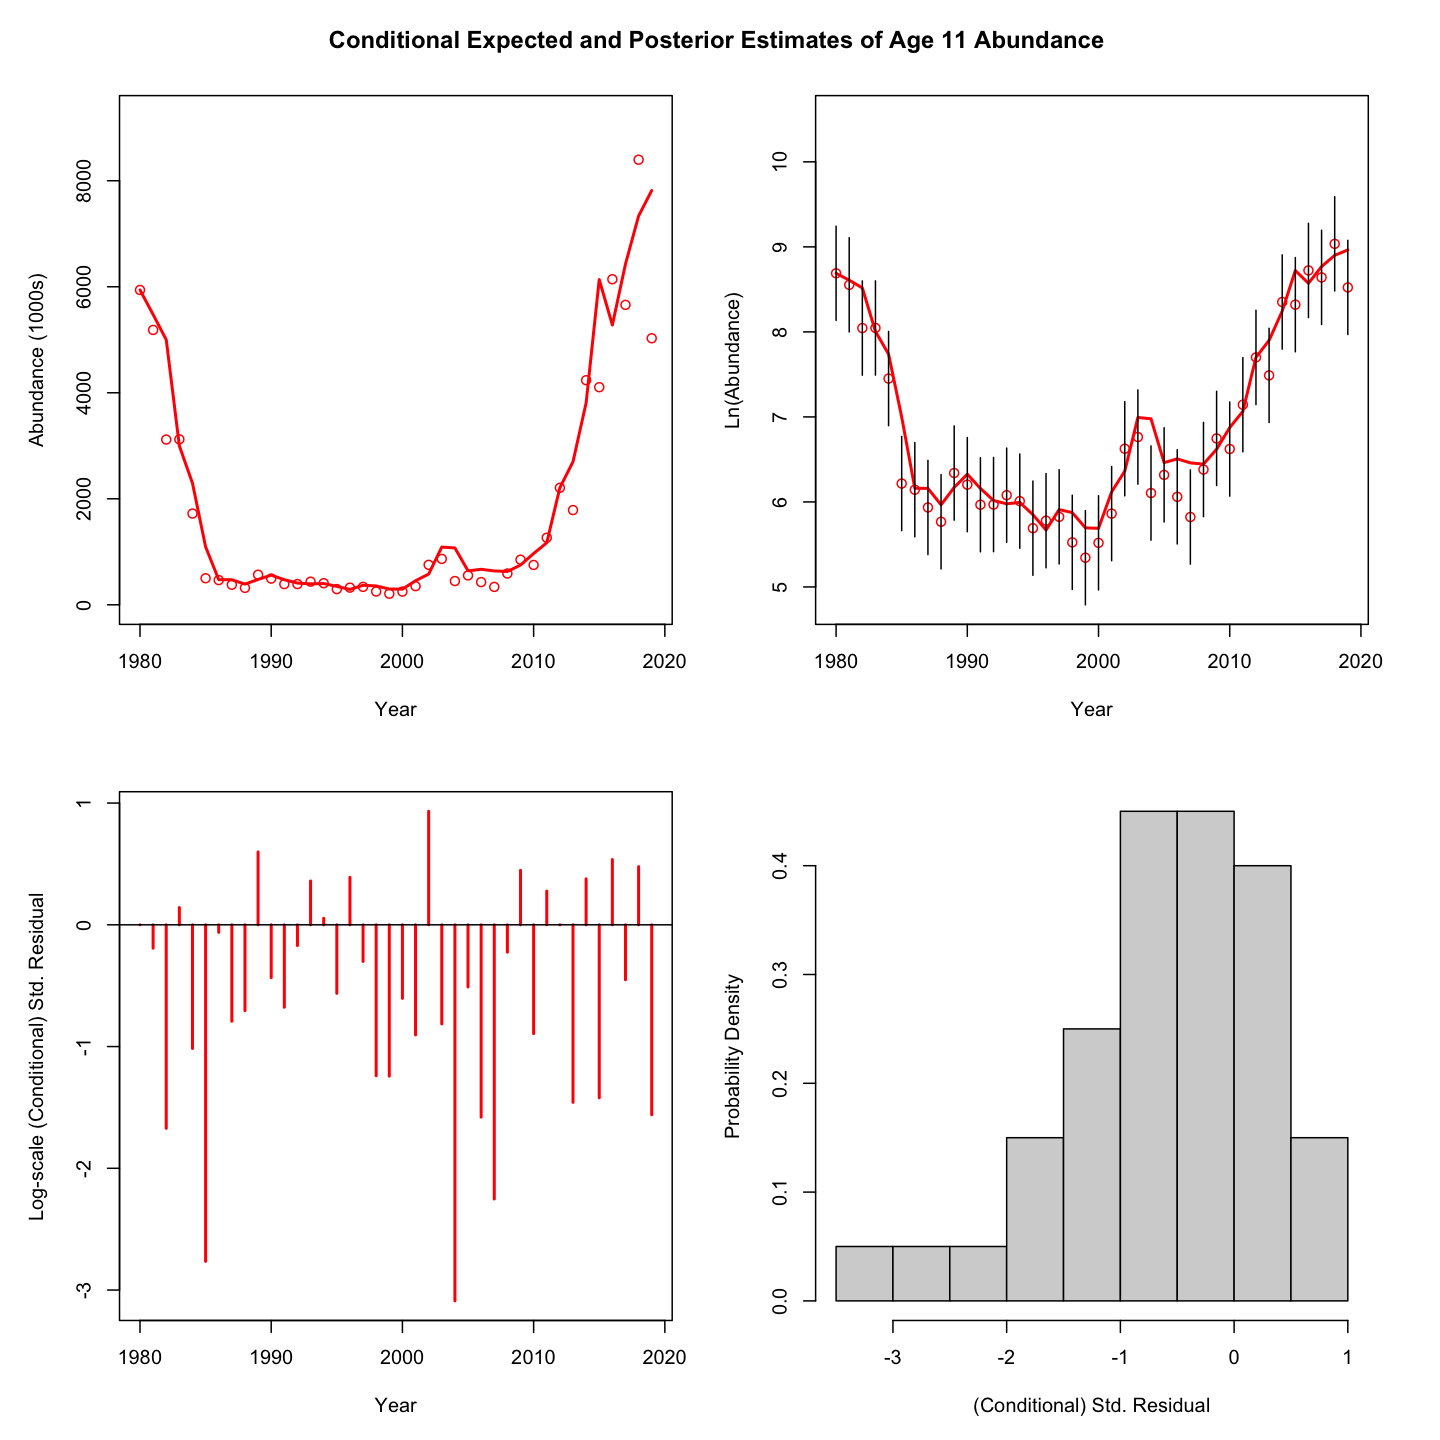 Conditional Expected and Posterior Estimates of Age 11 Abundance
Abundance (1000s)
8000
6000
4000
2000
0
1980 1990 2000 2010 2020
Year
Ln(Abundance)
10
9
8
7
6
5
1980 1990 2000 2010 2020
Year
Log-scale (Conditional) Std. Residual
1
0
-1
-2
-3
1980 1990 2000 2010 2020
Year
Probability Density
0.4
0.3
0.2
0.1
0.0
-3 -2 -1 0 1
(Conditional) Std. Residual